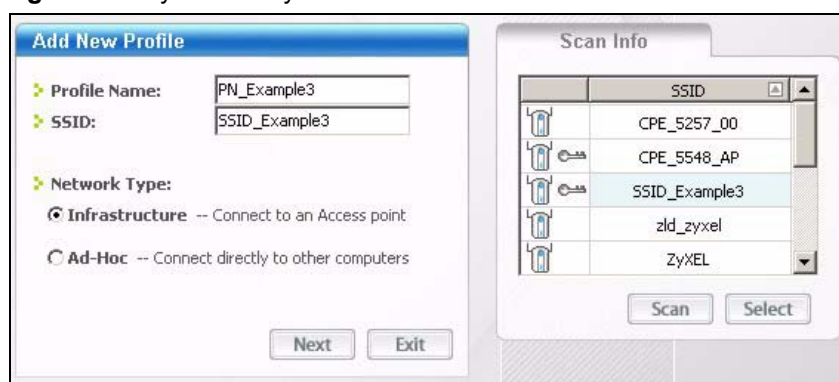 Add New Profile
Profile Name: PN_Example3
SSID: SSID_Example3
Network Type:
Infrastructure -- Connect to an Access point
Ad-Hoc -- Connect directly to other computers
Next Exit
Scan Info
SSID
CPE_5257_00
CPE_5548_AP
SSID_Example3
zld_zyxel
ZyXEL
Scan Select